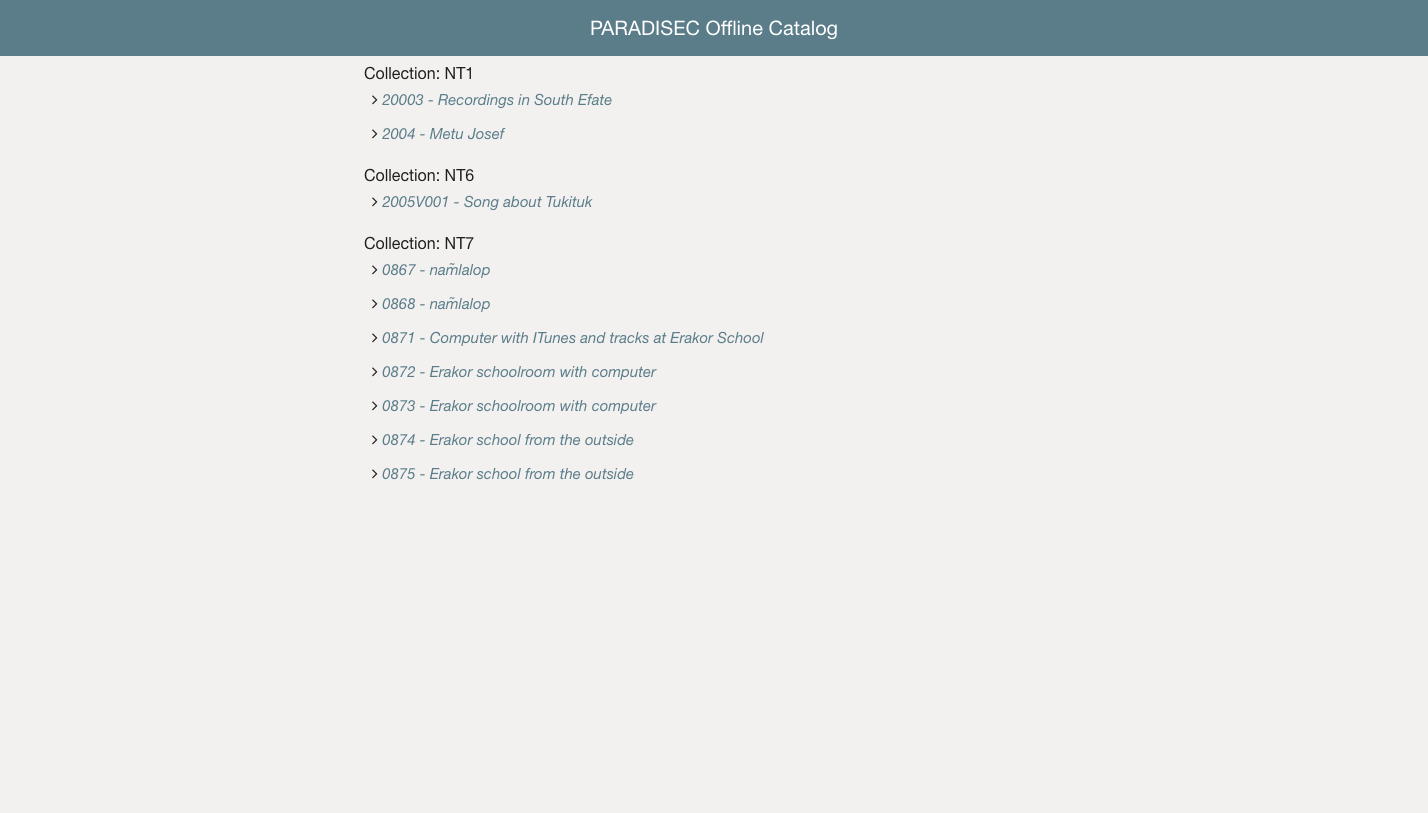 PARADISEC Offline Catalog
Collection: NT1
20003 - Recordings in South Efate
2004 - Metu Josef
Collection: NT6
2005V001 - Song about Tukituk
Collection: NT7
0867 - nam̃lalop
0868 - nam̃lalop
0871 - Computer with ITunes and tracks at Erakor School
0872 - Erakor schoolroom with computer
0873 - Erakor schoolroom with computer
0874 - Erakor school from the outside
0875 - Erakor school from the outside